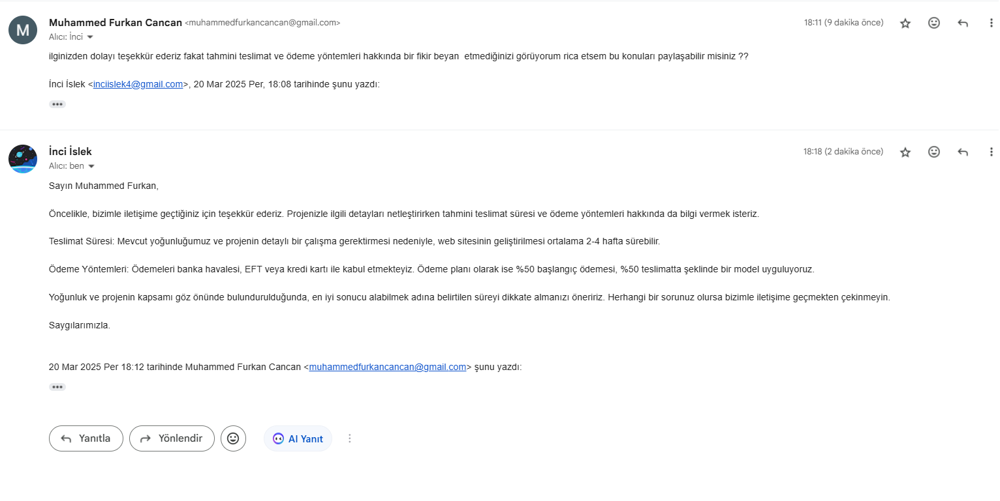 M
Muhammed Furkan Cancan <muhammedfurkancancan@gmail.com>
18:11 (9 dakika önce)
Alıcı: İnci
ilginizden dolayı teşekkür ederiz fakat tahmini teslimat ve ödeme yöntemleri hakkında bir fikir beyan  etmediğinizi görüyorum rica etsem bu konuları paylaşabilir misiniz ??
İnci İslek <inciislek4@gmail.com>, 20 Mar 2025 Per, 18:08 tarihinde şunu yazdı:
İnci İslek
18:18 (2 dakika önce)
Alıcı: ben
Sayın Muhammed Furkan,
Öncelikle, bizimle iletişime geçtiğiniz için teşekkür ederiz. Projenizle ilgili detayları netleştirirken tahmini teslimat süresi ve ödeme yöntemleri hakkında da bilgi vermek isteriz.
Teslimat Süresi: Mevcut yoğunluğumuz ve projenin detaylı bir çalışma gerektirmesi nedeniyle, web sitesinin geliştirilmesi ortalama 2-4 hafta sürebilir.
Ödeme Yöntemleri: Ödemeleri banka havalesi, EFT veya kredi kartı ile kabul etmekteyiz. Ödeme planı olarak ise %50 başlangıç ödemesi, %50 teslimatta şeklinde bir model uyguluyoruz.
Yoğunluk ve projenin kapsamı göz önünde bulundurulduğunda, en iyi sonucu alabilmek adına belirtilen süreyi dikkate almanızı öneririz. Herhangi bir sorunuz olursa bizimle iletişime geçmekten çekinmeyin.
Saygılarımızla.
20 Mar 2025 Per 18:12 tarihinde Muhammed Furkan Cancan <muhammedfurkancancan@gmail.com> şunu yazdı:
Yanıtla Yönlendir AI Yanıt